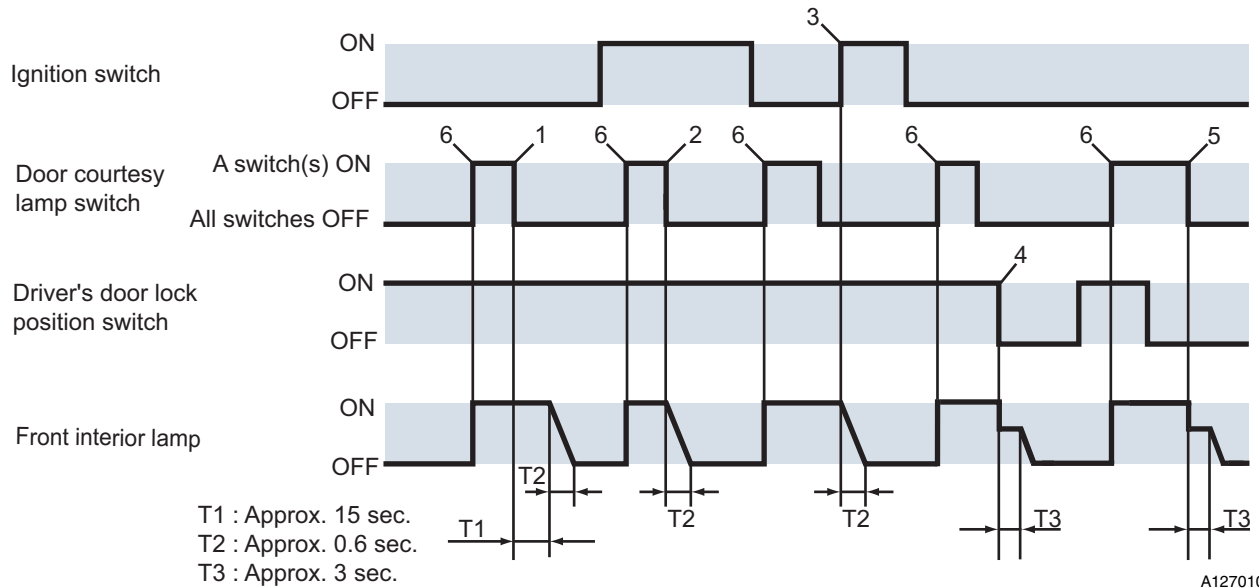 3
ON
Ignition switch
OFF
6 1 6 2 6 6 6 5
A switch(s) ON
Door courtesy
lamp switch
All switches OFF
4
ON
Driver's door lock
position switch
OFF
ON
Front interior lamp
OFF
T2
T1 : Approx. 15 sec.
T1 T2 T2 T3 T3
T2 : Approx. 0.6 sec.
T3 : Approx. 3 sec.
A127010